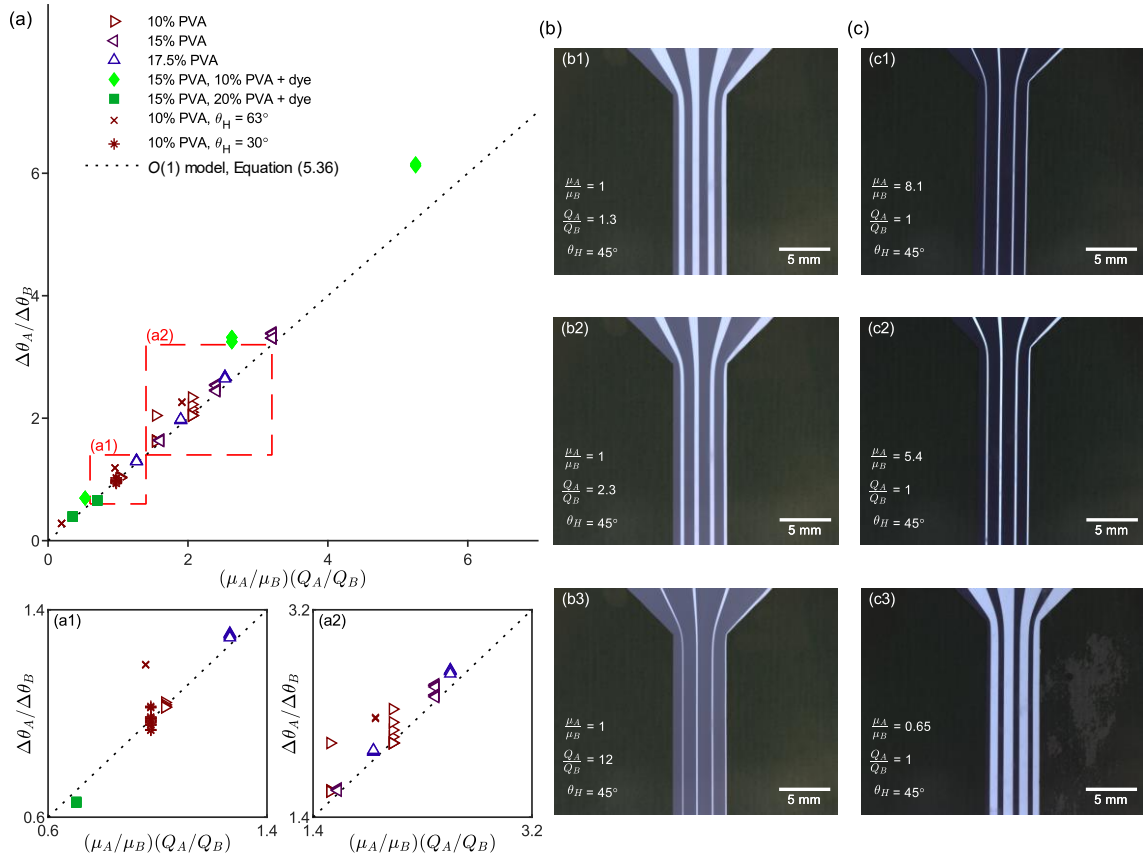 (a)
10% PVA
15% PVA
17.5% PVA
15% PVA, 10% PVA + dye
15% PVA, 20% PVA + dye
10% PVA, θ_H = 63°
10% PVA, θ_H = 30°
O(1) model, Equation (5.36)
6
4
2
0
0
2
4
6
Δθ_A/Δθ_B
(μ_A/μ_B)(Q_A/Q_B)
(a1)
(a2)
(a1)
1.4
0.6
0.6
1.4
Δθ_A/Δθ_B
(μ_A/μ_B)(Q_A/Q_B)
(a2)
3.2
1.4
1.4
3.2
Δθ_A/Δθ_B
(μ_A/μ_B)(Q_A/Q_B)
(b)
(b1)
μ_A/μ_B = 1
Q_A/Q_B = 1.3
θ_H = 45°
5 mm
(b2)
μ_A/μ_B = 1
Q_A/Q_B = 2.3
θ_H = 45°
5 mm
(b3)
μ_A/μ_B = 1
Q_A/Q_B = 12
θ_H = 45°
5 mm
(c)
(c1)
μ_A/μ_B = 8.1
Q_A/Q_B = 1
θ_H = 45°
5 mm
(c2)
μ_A/μ_B = 5.4
Q_A/Q_B = 1
θ_H = 45°
5 mm
(c3)
μ_A/μ_B = 0.65
Q_A/Q_B = 1
θ_H = 45°
5 mm